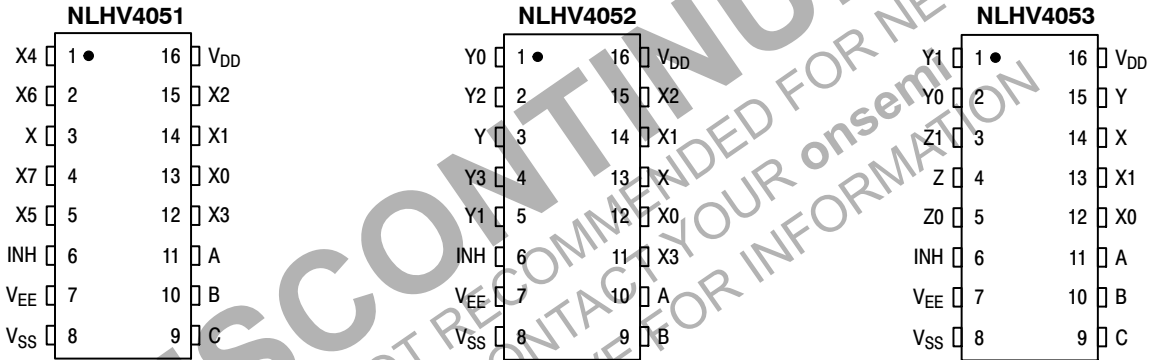 NLHV4051
X4 1 16 VDD
X6 2 15 X2
X 3 14 X1
X7 4 13 X0
X5 5 12 X3
INH 6 11 A
VEE 7 10 B
VSS 8 9 C
NLHV4052
Y0 1 16 VDD
Y2 2 15 X2
Y 3 14 X1
Y3 4 13 X
Y1 5 12 X0
INH 6 11 X3
VEE 7 10 A
VSS 8 9 B
NLHV4053
Y1 1 16 VDD
Y0 2 15 Y
Z1 3 14 X
Z 4 13 X1
Z0 5 12 X0
INH 6 11 A
VEE 7 10 B
VSS 8 9 C
RECOMMENDED FOR NE
CONTACT YOUR onsemi
FOR INFORMATION